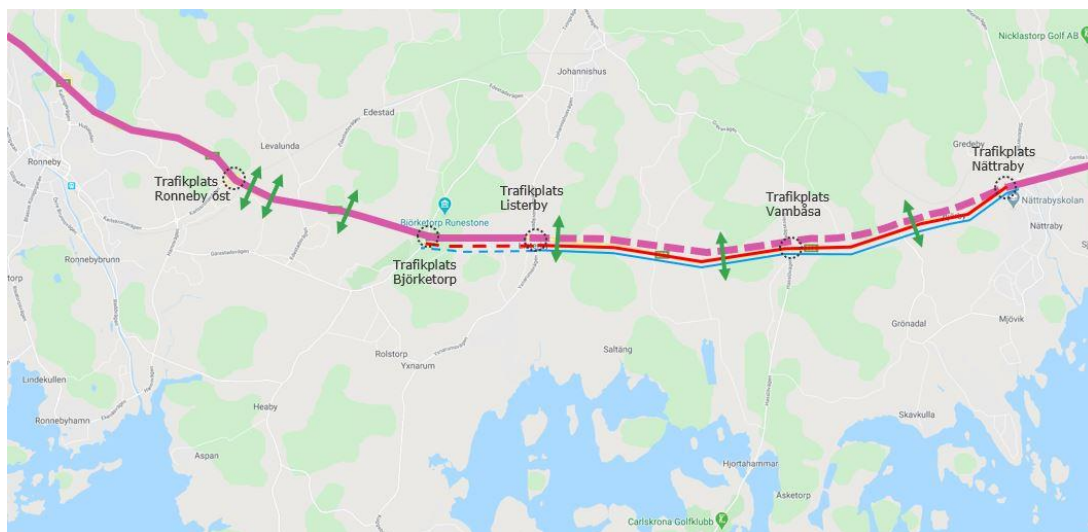 Nicklastorp Golf AB
Johannishus
Edestad
Levalunda
Gredeby
Ronneby
Trafikplats
Ronneby öst
Trafikplats
Listerby
Trafikplats
Vambåsa
Trafikplats
Nättraby
Nättrabyskolan
Nättraby
Björketorp Runestone
Trafikplats
Björketorp
Ronnebybrunn
Mjövik
Grönadal
Saltäng
Rolstorp
Yxnarum
Lindekullen
Heaby
Ronnebyhamn
Skavkulla
Aspan
Hjortahammar
Åsketorp
Carlskrona Golfklubb